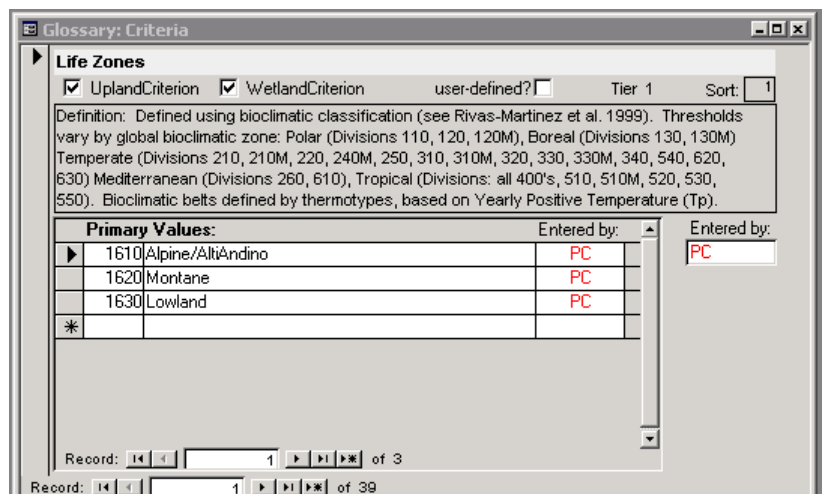 Glossary: Criteria
Life Zones
UplandCriterion WetlandCriterion user-defined? Tier 1 Sort: 1
Definition: Defined using bioclimatic classification (see Rivas-Martinez et al. 1999). Thresholds
vary by global bioclimatic zone: Polar (Divisions 110, 120, 120M), Boreal (Divisions 130, 130M)
Temperate (Divisions 210, 210M, 220, 240M, 250, 310, 310M, 320, 330, 330M, 340, 540, 620,
630) Mediterranean (Divisions 260, 610), Tropical (Divisions: all 400's, 510, 510M, 520, 530,
550). Bioclimatic belts defined by thermotypes, based on Yearly Positive Temperature (Tp).
Primary Values: Entered by: Entered by:
1610 Alpine/AltiAndino PC PC
1620 Montane PC
1630 Lowland PC
Record: 1 of 3
Record: 1 of 39